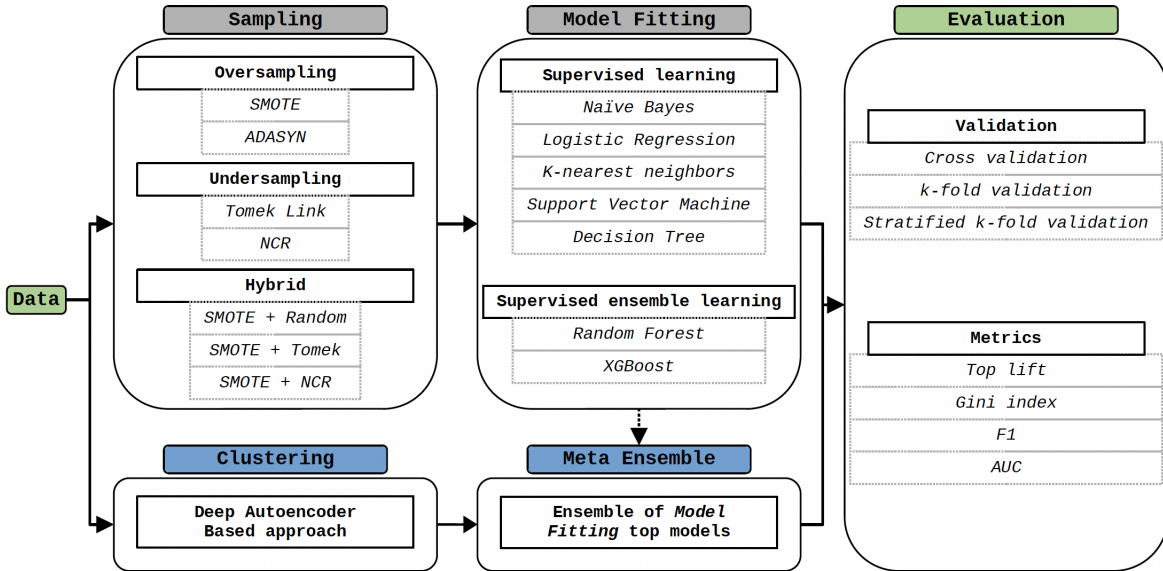 Data
Sampling
Oversampling
SMOTE
ADASYN
Undersampling
Tomek Link
NCR
Hybrid
SMOTE + Random
SMOTE + Tomek
SMOTE + NCR
Clustering
Deep Autoencoder
Based approach
Model Fitting
Supervised learning
Naïve Bayes
Logistic Regression
K-nearest neighbors
Support Vector Machine
Decision Tree
Supervised ensemble learning
Random Forest
XGBoost
Meta Ensemble
Ensemble of Model
Fitting top models
Evaluation
Validation
Cross validation
k-fold validation
Stratified k-fold validation
Metrics
Top lift
Gini index
F1
AUC